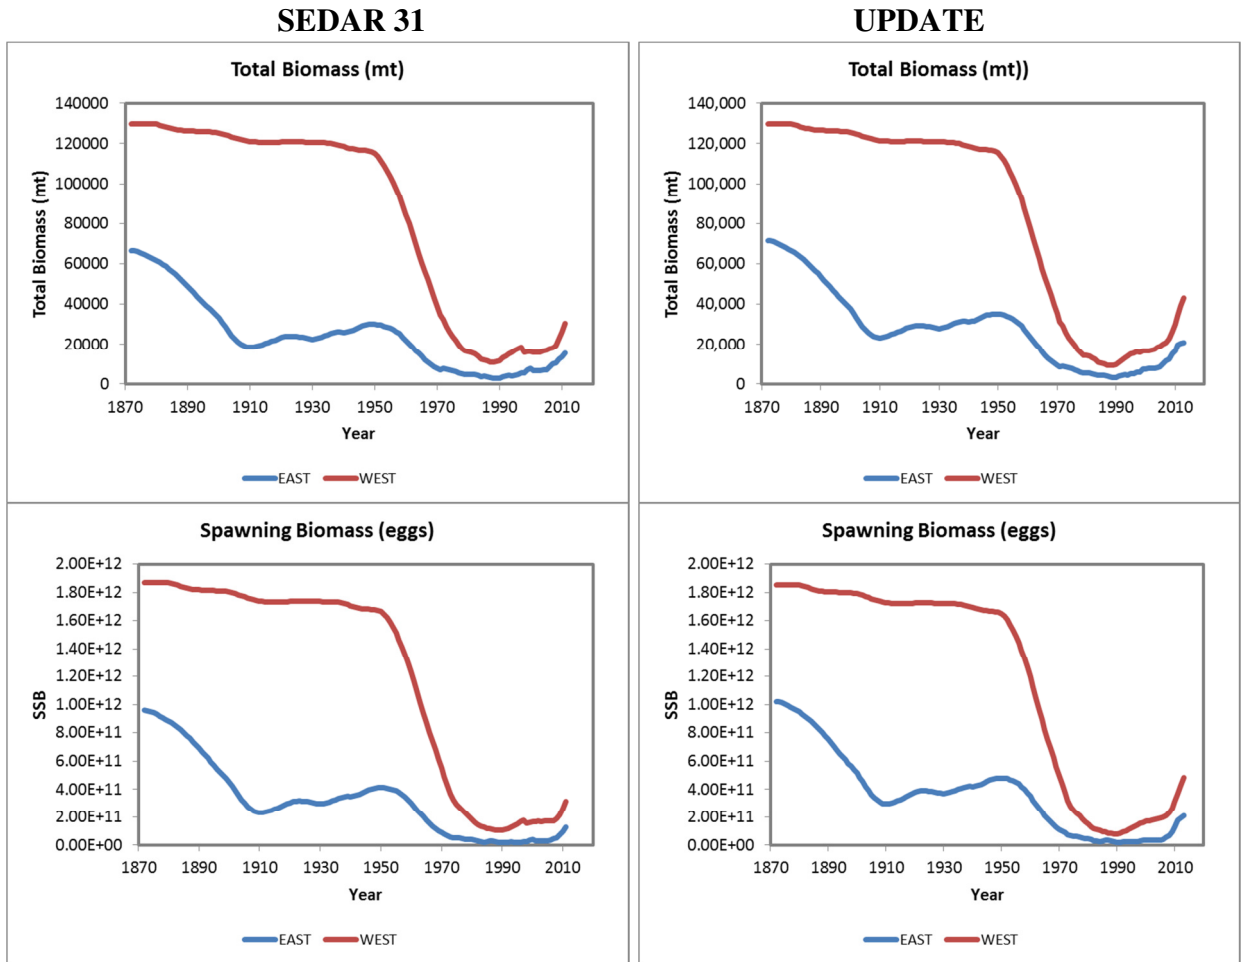 SEDAR 31
UPDATE
Total Biomass (mt)
Total Biomass (mt)
140000
120000
100000
80000
60000
40000
20000
0
1870 1890 1910 1930 1950 1970 1990 2010
Year
EAST WEST
Total Biomass (mt))
Total Biomass (mt)
140,000
120,000
100,000
80,000
60,000
40,000
20,000
0
1870 1890 1910 1930 1950 1970 1990 2010
Year
EAST WEST
Spawning Biomass (eggs)
SSB
2.00E+12
1.80E+12
1.60E+12
1.40E+12
1.20E+12
1.00E+12
8.00E+11
6.00E+11
4.00E+11
2.00E+11
0.00E+00
1870 1890 1910 1930 1950 1970 1990 2010
Year
EAST WEST
Spawning Biomass (eggs)
SSB
2.00E+12
1.80E+12
1.60E+12
1.40E+12
1.20E+12
1.00E+12
8.00E+11
6.00E+11
4.00E+11
2.00E+11
0.00E+00
1870 1890 1910 1930 1950 1970 1990 2010
Year
EAST WEST